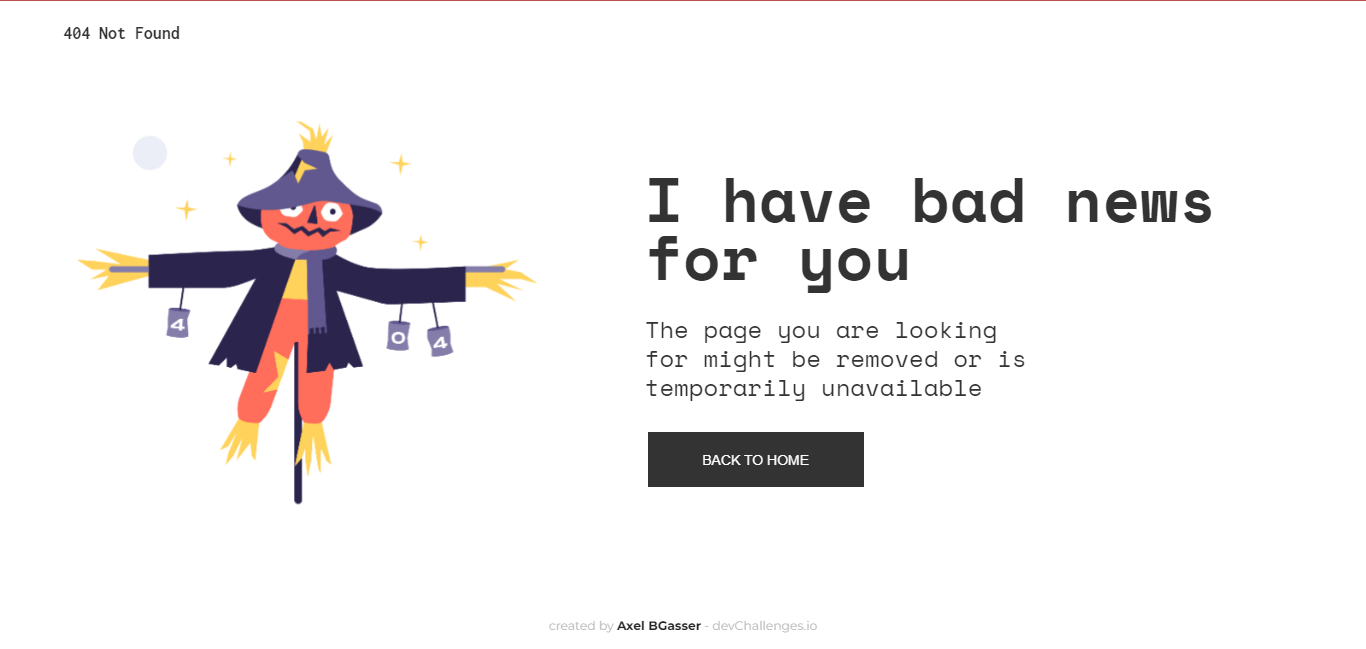 404 Not Found
4
0
4
I have bad news
for you
The page you are looking
for might be removed or is
temporarily unavailable
BACK TO HOME
created by Axel BGasser - devChallenges.io